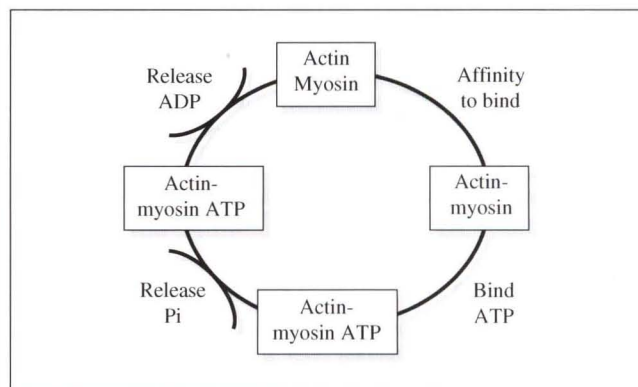 Actin
Myosin
Release
ADP
Affinity
to bind
Actin-
myosin ATP
Actin-
myosin
Release
Pi
Actin-
myosin ATP
Bind
ATP